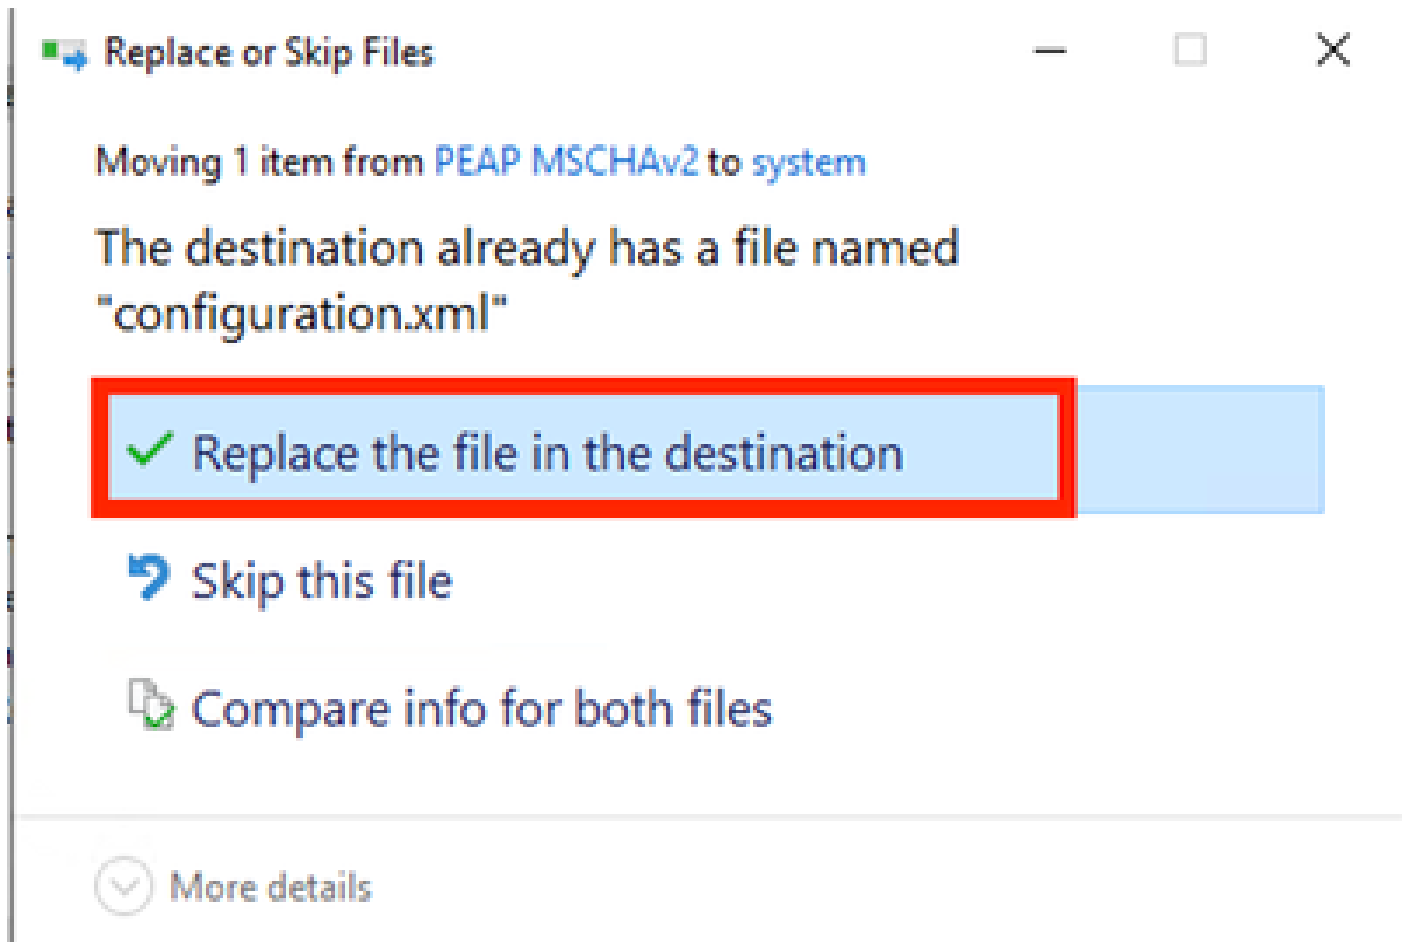 Replace or Skip Files
Moving 1 item from PEAP MSCHAv2 to system
The destination already has a file named
"configuration.xml"
Replace the file in the destination
Skip this file
Compare info for both files
More details